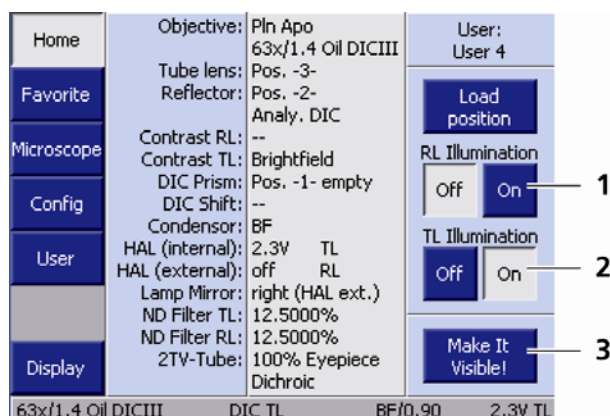 Home
Favorite
Microscope
Config
User
Display
Objective: Pln Apo
63x/1.4 Oil DICIII
Tube lens: Pos. -3-
Reflector: Pos. -2-
Analy. DIC
Contrast RL: --
Contrast TL: Brightfield
DIC Prism: Pos. -1- empty
DIC Shift: --
Condensor: BF
HAL (internal): 2.3V TL
HAL (external): off RL
Lamp Mirror: right (HAL ext.)
ND Filter TL: 12.5000%
ND Filter RL: 12.5000%
2TV-Tube: 100% Eyepiece
Dichroic
User:
User 4
Load
position
RL Illumination
Off On 1
TL Illumination
Off On 2
Make It
Visible! 3
63x/1.4 Oil DICIII DIC TL BF/0.90 2.3V TL